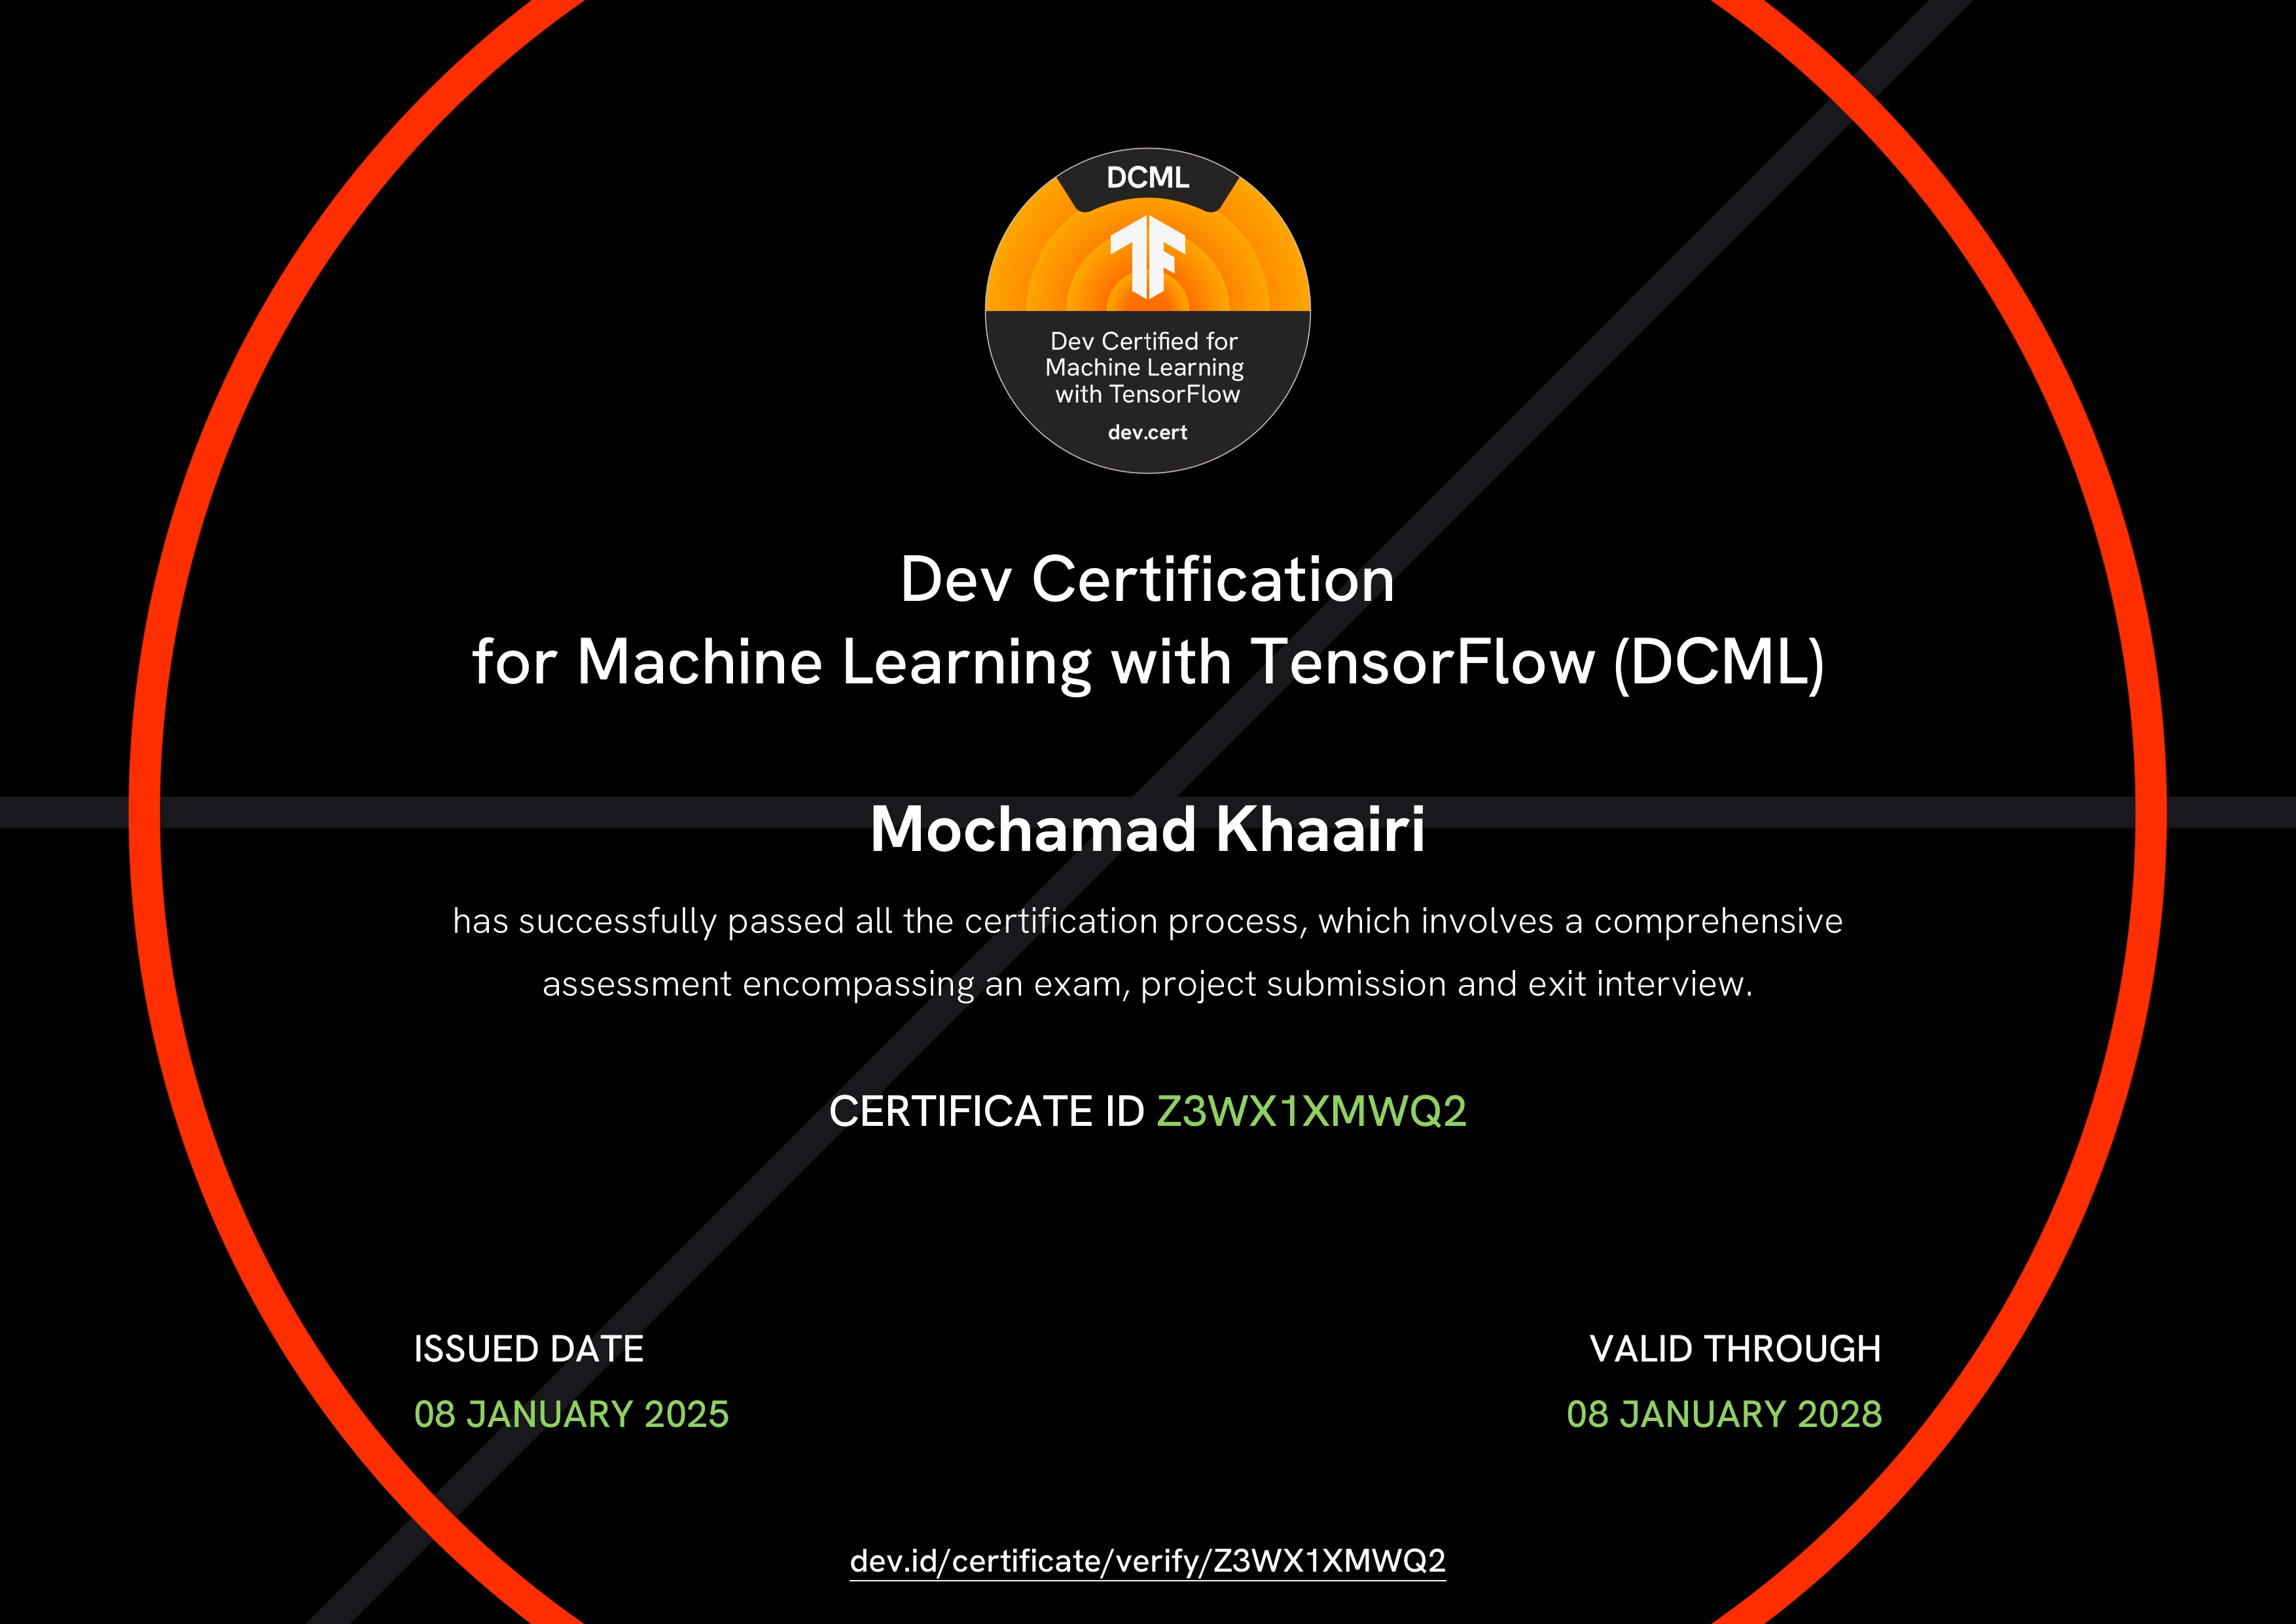 DCML
Dev Certified for
Machine Learning
with TensorFlow
dev.cert
Dev Certification
for Machine Learning with TensorFlow (DCML)
Mochamad Khaairi
has successfully passed all the certification process, which involves a comprehensive
assessment encompassing an exam, project submission and exit interview.
CERTIFICATE ID Z3WX1XMWQ2
ISSUED DATE
08 JANUARY 2025
VALID THROUGH
08 JANUARY 2028
dev.id/certificate/verify/Z3WX1XMWQ2